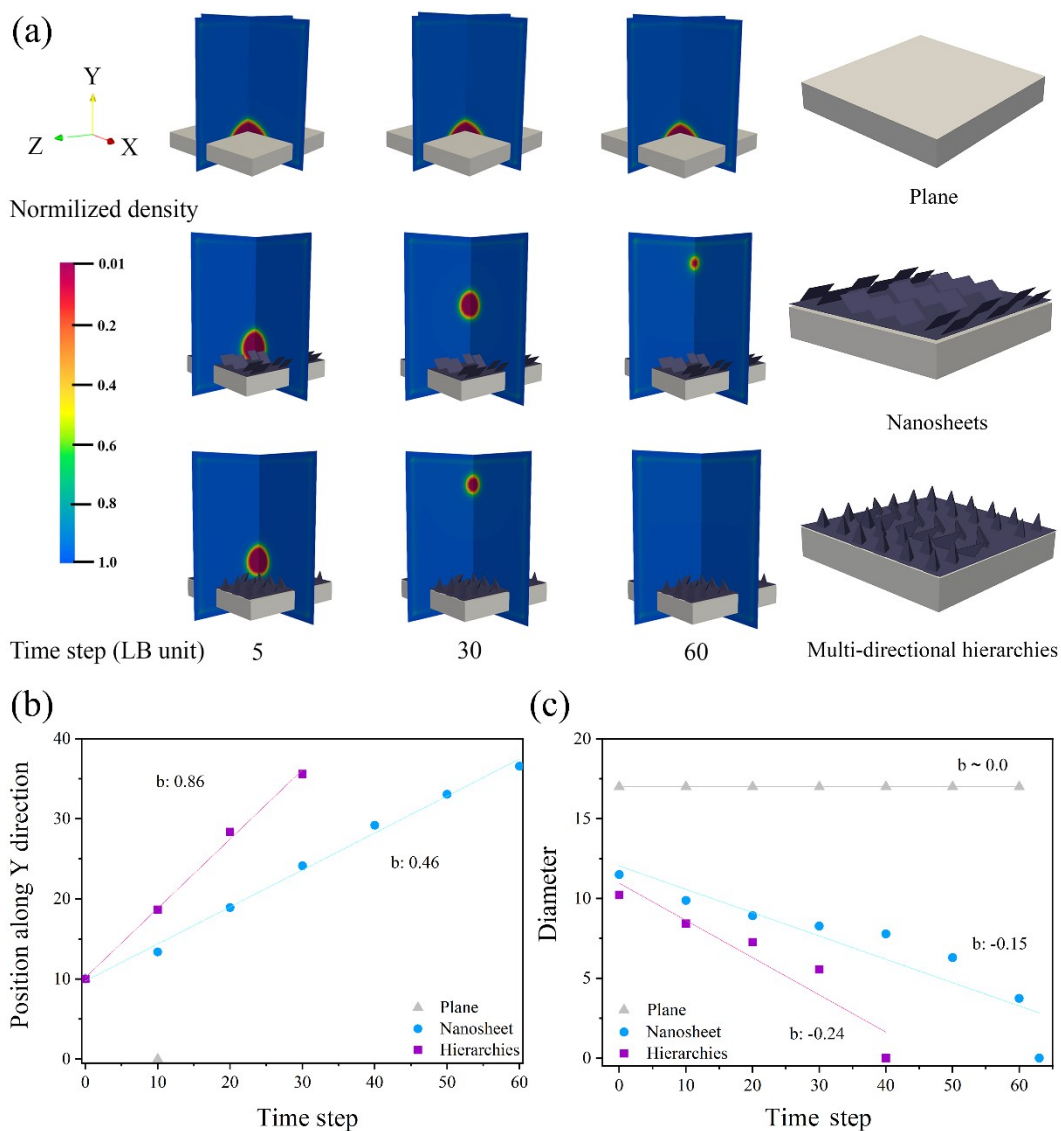 (a)
Y
Z
X
Plane
Normilized density
0.01
0.2
0.4
0.6
0.8
1.0
Nanosheets
Time step (LB unit) 5 30 60 Multi-directional hierarchies
(b)
Position along Y direction
40
30
20
10
0
b: 0.86
b: 0.46
Plane
Nanosheet
Hierarchies
0 10 20 30 40 50 60
Time step
(c)
Diameter
20
15
10
5
0
b ~ 0.0
b: -0.15
b: -0.24
Plane
Nanosheet
Hierarchies
0 10 20 30 40 50 60
Time step